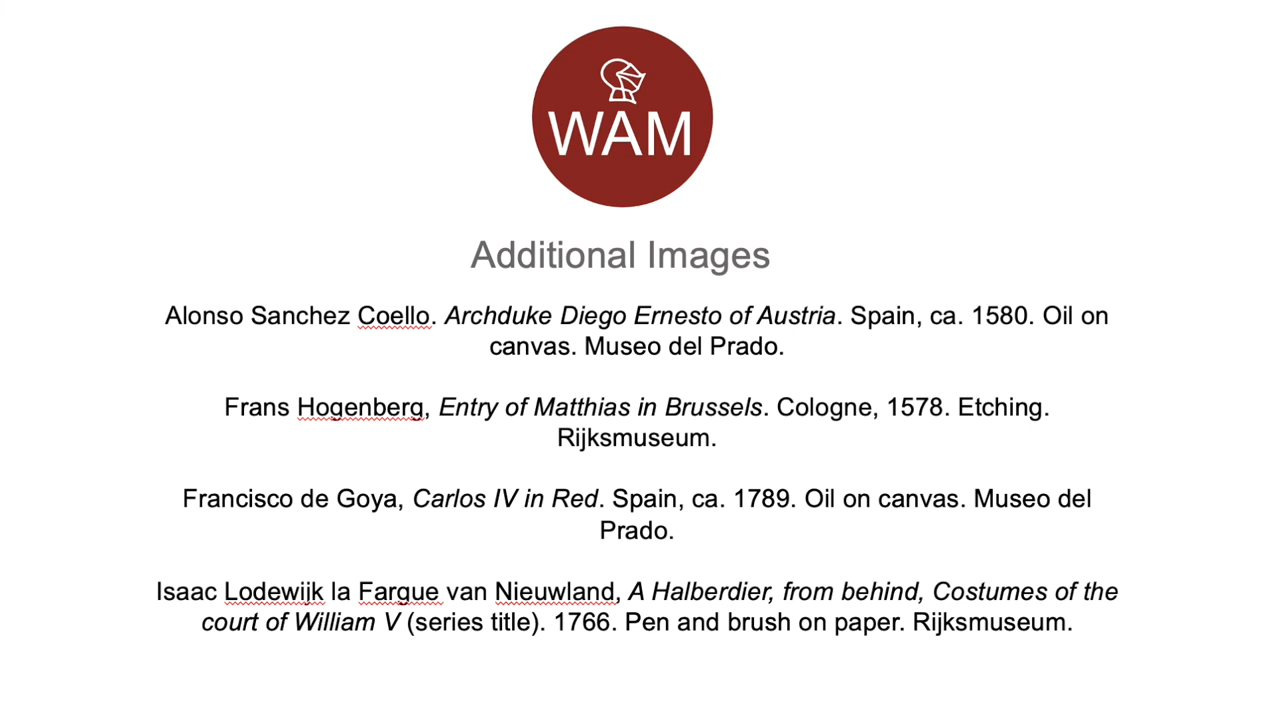 WAM
Additional Images
Alonso Sanchez Coello. Archduke Diego Ernesto of Austria. Spain, ca. 1580. Oil on
canvas. Museo del Prado.
Frans Hogenberg, Entry of Matthias in Brussels. Cologne, 1578. Etching.
Rijksmuseum.
Francisco de Goya, Carlos IV in Red. Spain, ca. 1789. Oil on canvas. Museo del
Prado.
Isaac Lodewijk la Fargue van Nieuwland, A Halberdier, from behind, Costumes of the
court of William V (series title). 1766. Pen and brush on paper. Rijksmuseum.